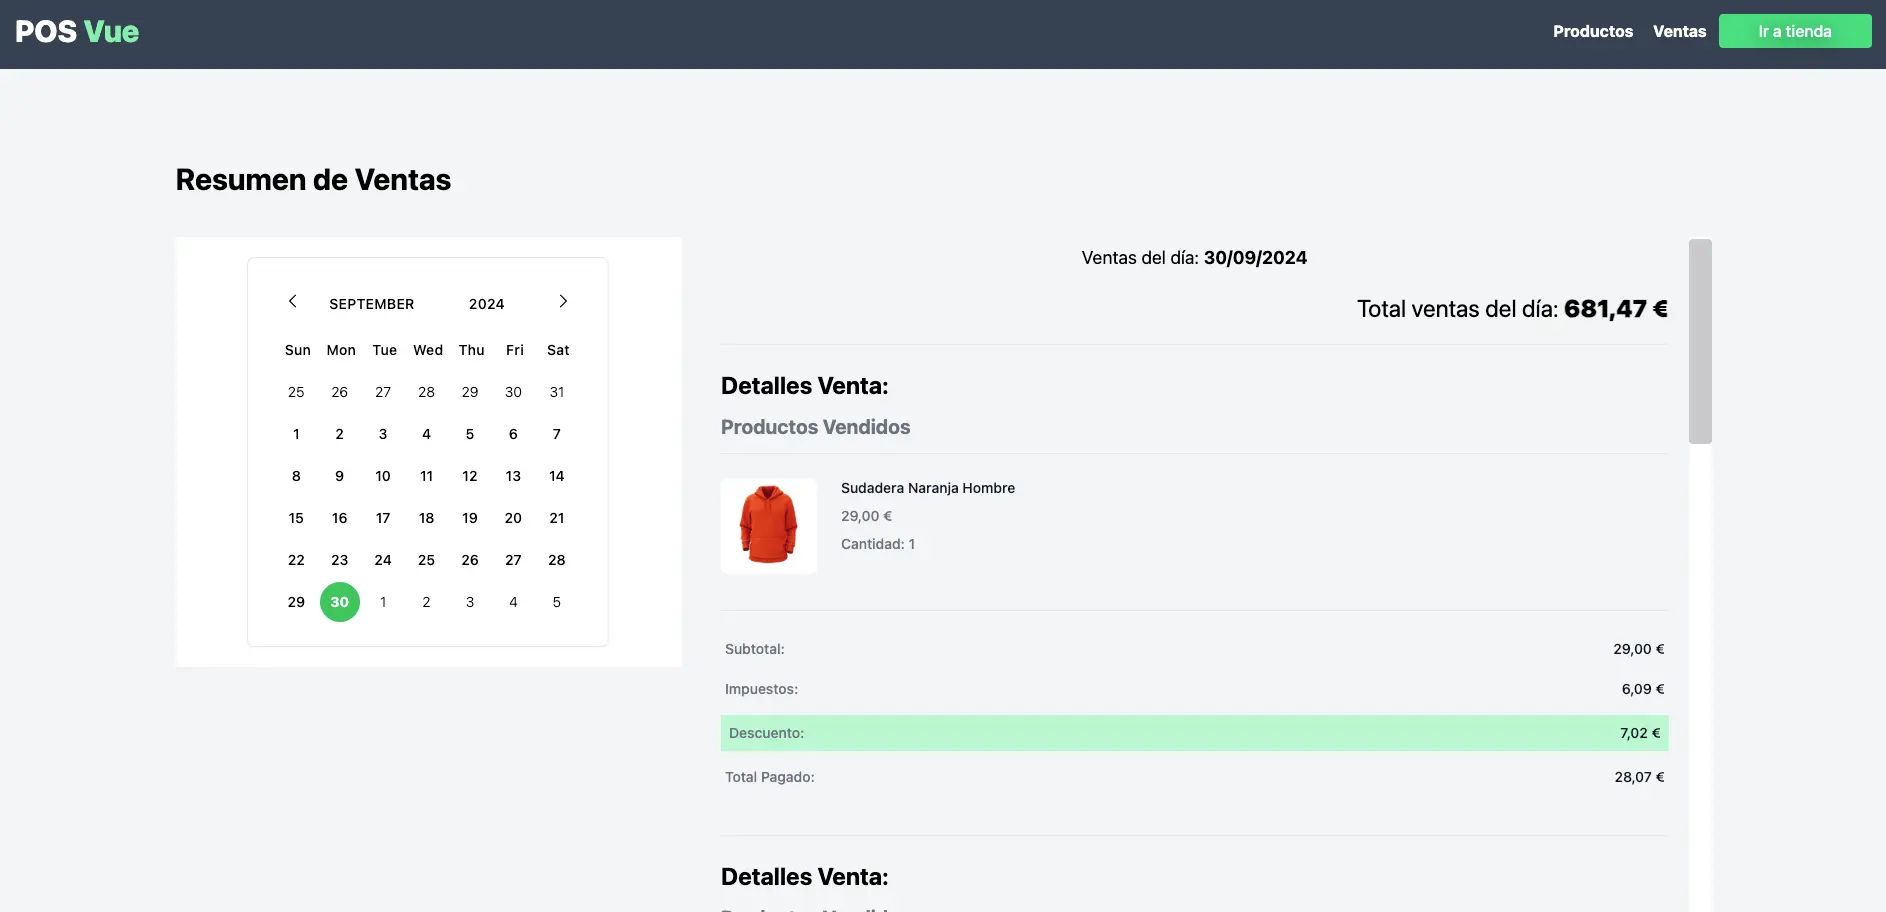 POS Vue
Productos Ventas Ir a tienda
Resumen de Ventas
SEPTEMBER 2024
Sun Mon Tue Wed Thu Fri Sat
25 26 27 28 29 30 31
1 2 3 4 5 6 7
8 9 10 11 12 13 14
15 16 17 18 19 20 21
22 23 24 25 26 27 28
29 30 1 2 3 4 5
Ventas del día: 30/09/2024
Total ventas del día: 681,47 €
Detalles Venta:
Productos Vendidos
Sudadera Naranja Hombre
29,00 €
Cantidad: 1
Subtotal: 29,00 €
Impuestos: 6,09 €
Descuento: 7,02 €
Total Pagado: 28,07 €
Detalles Venta: